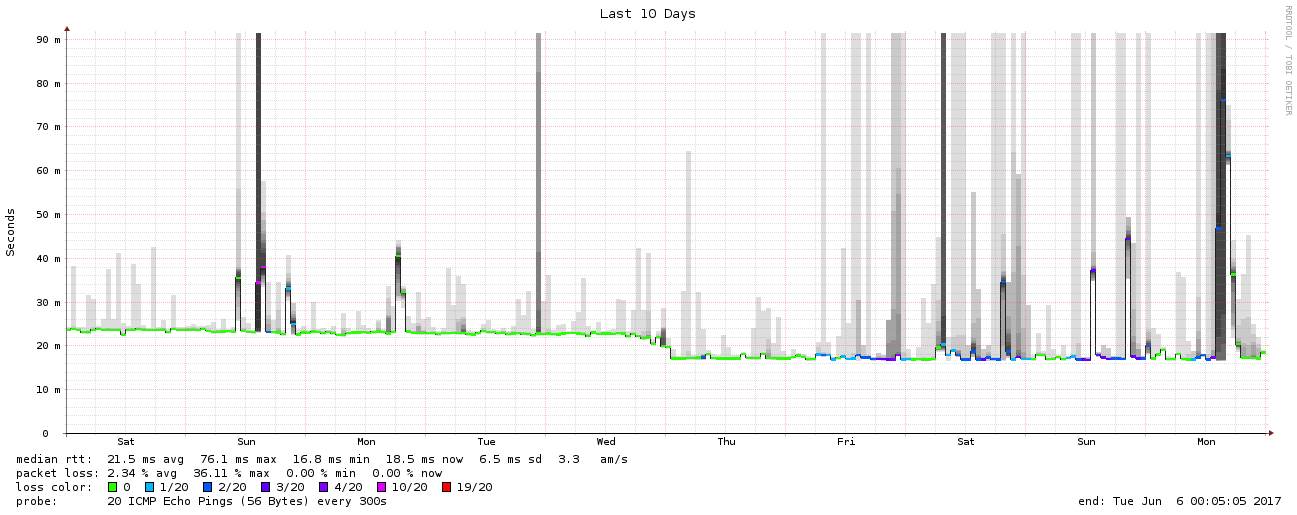 Last 10 Days
RRDTOOL / TOBI OETIKER
Seconds
90 m
80 m
70 m
60 m
50 m
40 m
30 m
20 m
10 m
0
Sat Sun Mon Tue Wed Thu Fri Sat Sun Mon
median rtt: 21.5 ms avg 76.1 ms max 16.8 ms min 18.5 ms now 6.5 ms sd 3.3 am/s
packet loss: 2.34 % avg 36.11 % max 0.00 % min 0.00 % now
loss color: 0 1/20 2/20 3/20 4/20 10/20 19/20
probe: 20 ICMP Echo Pings (56 Bytes) every 300s end: Tue Jun 6 00:05:05 2017